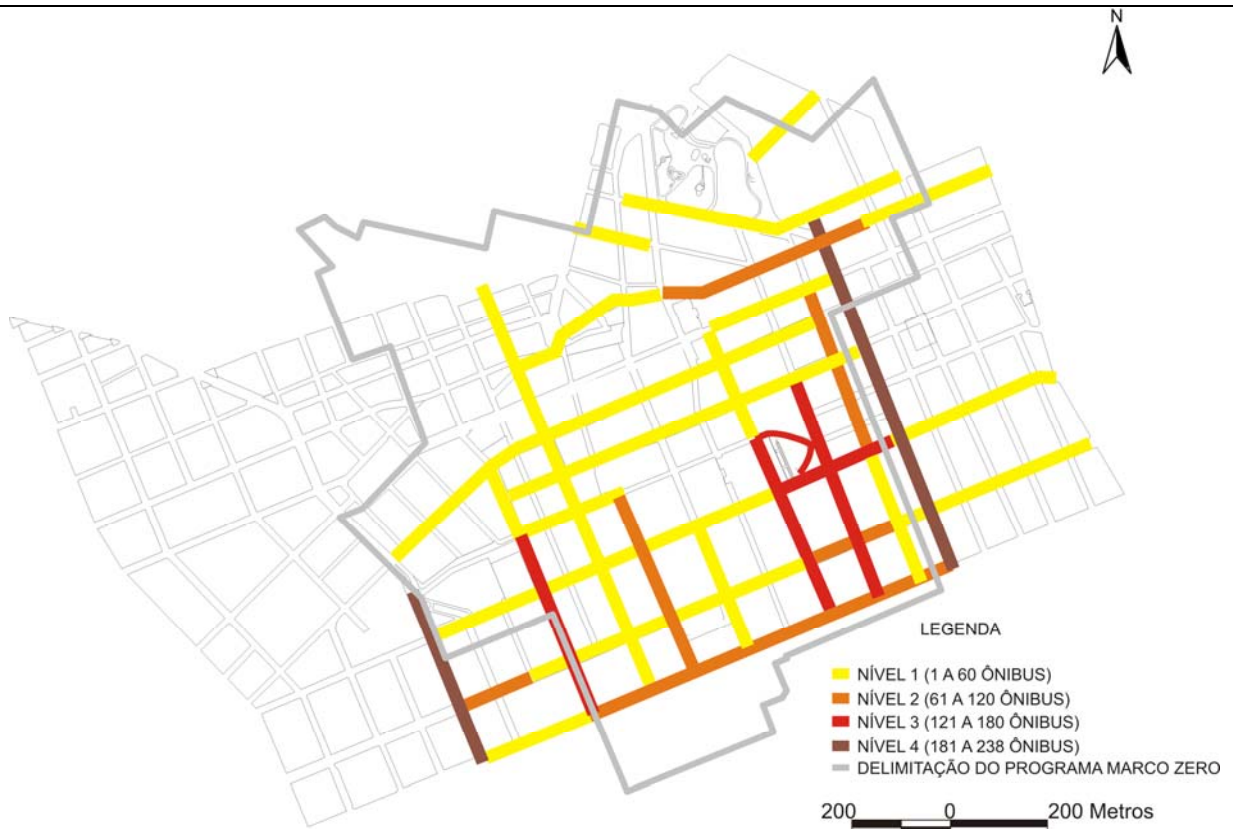 N
LEGENDA
NÍVEL 1 (1 A 60 ÔNIBUS)
NÍVEL 2 (61 A 120 ÔNIBUS)
NÍVEL 3 (121 A 180 ÔNIBUS)
NÍVEL 4 (181 A 238 ÔNIBUS)
DELIMITAÇÃO DO PROGRAMA MARCO ZERO
200 0 200 Metros